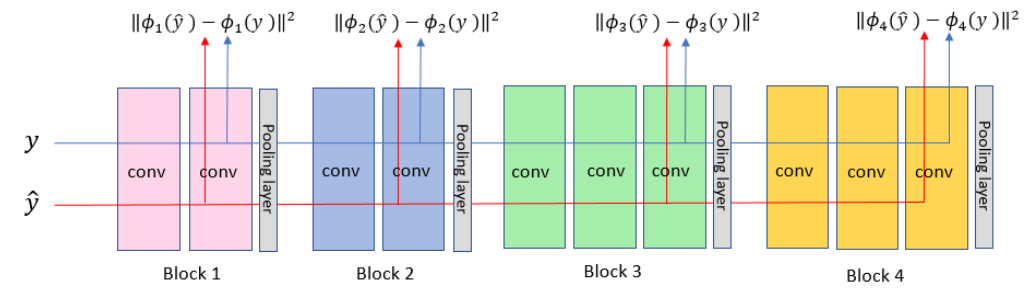 ‖ϕ₁(ŷ) − ϕ₁(y)‖²
‖ϕ₂(ŷ) − ϕ₂(y)‖²
‖ϕ₃(ŷ) − ϕ₃(y)‖²
‖ϕ₄(ŷ) − ϕ₄(y)‖²
y
ŷ
conv
conv
Pooling layer
conv
conv
Pooling layer
conv
conv
conv
Pooling layer
conv
conv
conv
Pooling layer
Block 1
Block 2
Block 3
Block 4